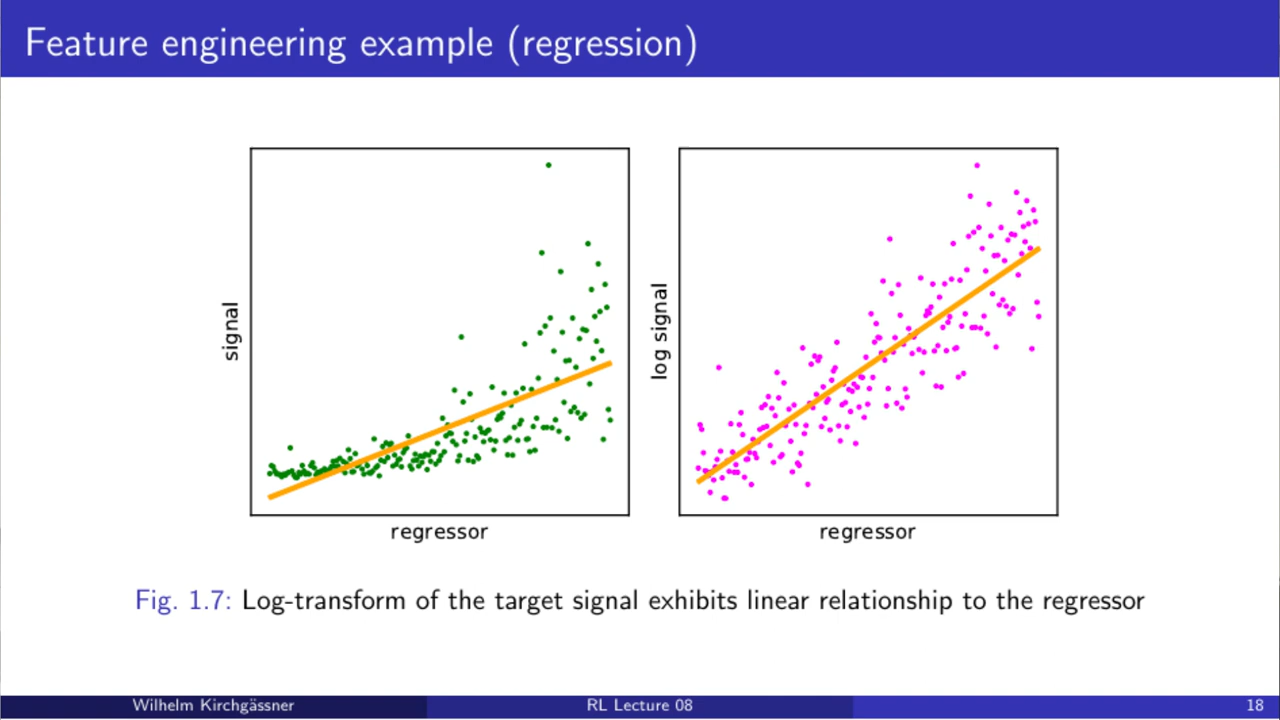 Feature engineering example (regression)
signal
regressor
log signal
regressor
Fig. 1.7: Log-transform of the target signal exhibits linear relationship to the regressor
Wilhelm Kirchgässner
RL Lecture 08
18